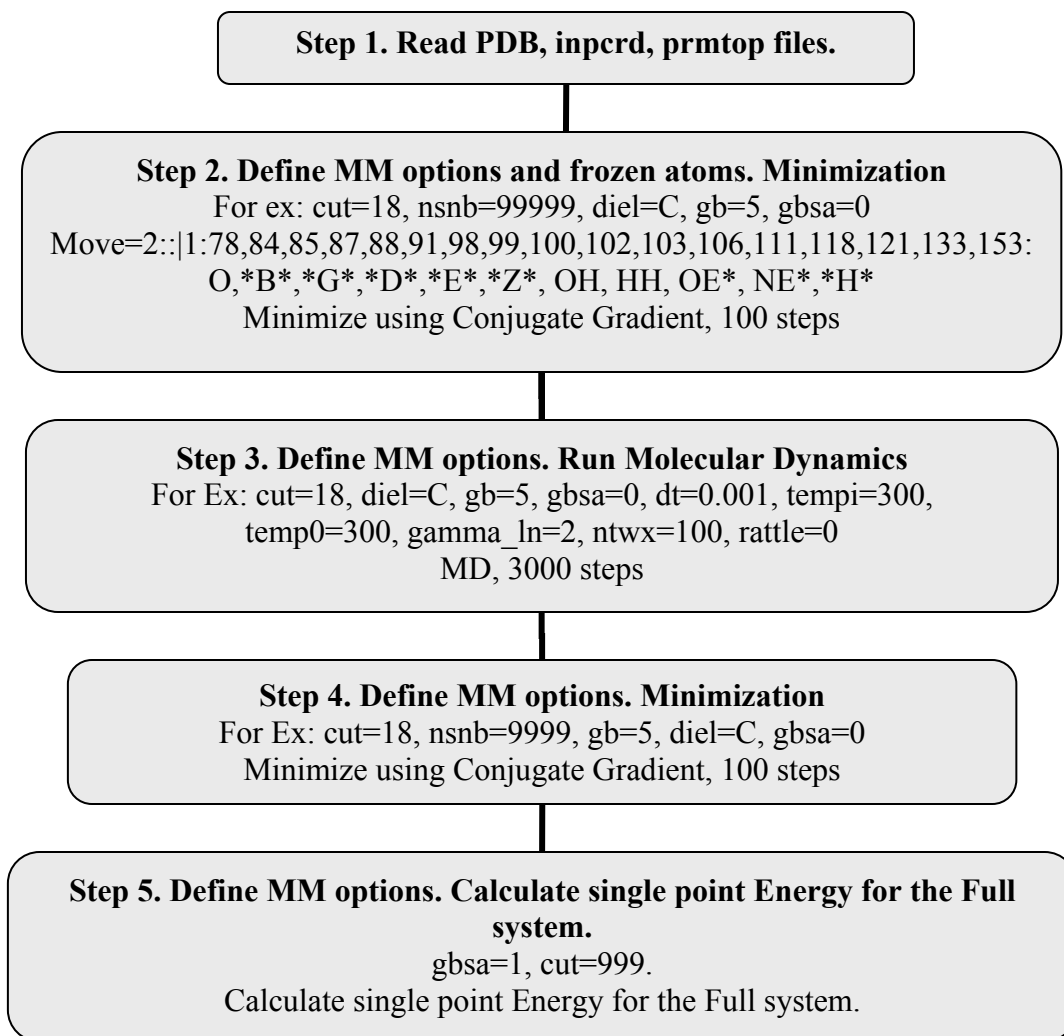 Step 1. Read PDB, inpcrd, prmtop files.
Step 2. Define MM options and frozen atoms. Minimization
For ex: cut=18, nsnb=99999, diel=C, gb=5, gbsa=0
Move=2::|1:78,84,85,87,88,91,98,99,100,102,103,106,111,118,121,133,153:
O,*B*,*G*,*D*,*E*,*Z*, OH, HH, OE*, NE*,*H*
Minimize using Conjugate Gradient, 100 steps
Step 3. Define MM options. Run Molecular Dynamics
For Ex: cut=18, diel=C, gb=5, gbsa=0, dt=0.001, tempi=300,
temp0=300, gamma_ln=2, ntwx=100, rattle=0
MD, 3000 steps
Step 4. Define MM options. Minimization
For Ex: cut=18, nsnb=9999, gb=5, diel=C, gbsa=0
Minimize using Conjugate Gradient, 100 steps
Step 5. Define MM options. Calculate single point Energy for the Full
system.
gbsa=1, cut=999.
Calculate single point Energy for the Full system.